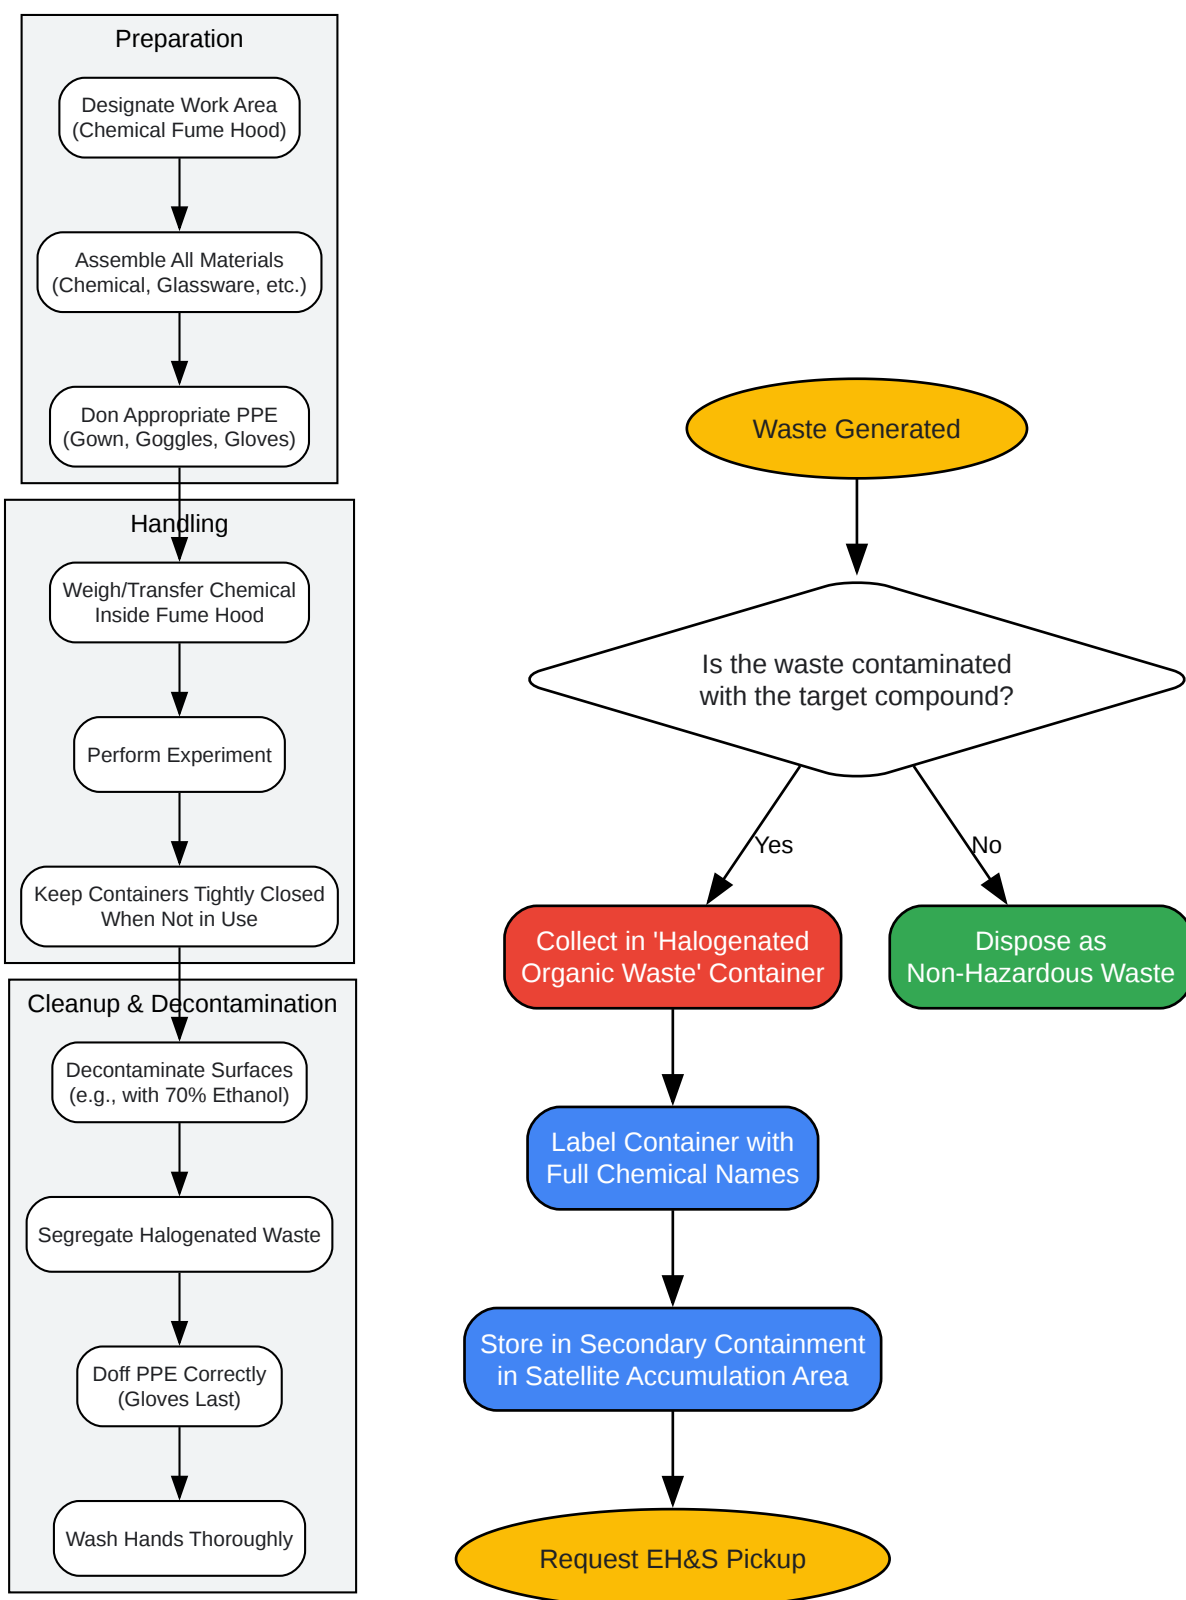 Preparation
Designate Work Area
(Chemical Fume Hood)
Assemble All Materials
(Chemical, Glassware, etc.)
Don Appropriate PPE
(Gown, Goggles, Gloves)
Handling
Weigh/Transfer Chemical
Inside Fume Hood
Perform Experiment
Keep Containers Tightly Closed
When Not in Use
Cleanup & Decontamination
Decontaminate Surfaces
(e.g., with 70% Ethanol)
Segregate Halogenated Waste
Doff PPE Correctly
(Gloves Last)
Wash Hands Thoroughly
Waste Generated
Is the waste contaminated
with the target compound?
Yes
No
Collect in 'Halogenated
Organic Waste' Container
Dispose as
Non-Hazardous Waste
Label Container with
Full Chemical Names
Store in Secondary Containment
in Satellite Accumulation Area
Request EH&S Pickup